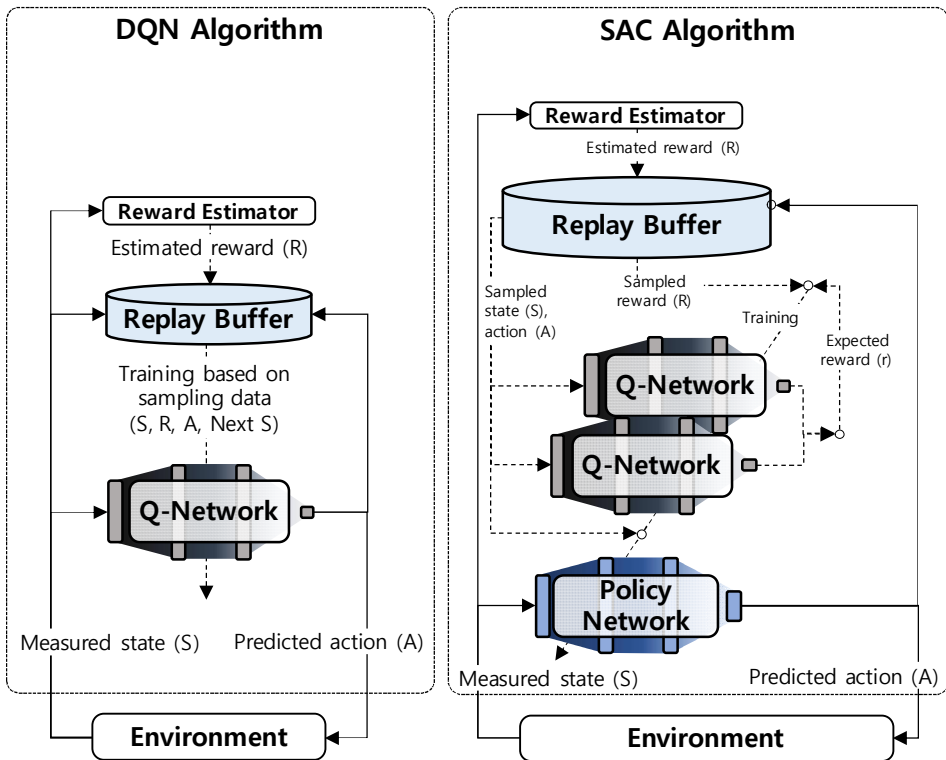 DQN Algorithm
Reward Estimator
Estimated reward (R)
Replay Buffer
Training based on
sampling data
(S, R, A, Next S)
Q-Network
Measured state (S)
Predicted action (A)
Environment
SAC Algorithm
Reward Estimator
Estimated reward (R)
Replay Buffer
Sampled
state (S),
action (A)
Sampled
reward (R)
Training
Expected
reward (r)
Q-Network
Q-Network
Policy
Network
Measured state (S)
Predicted action (A)
Environment